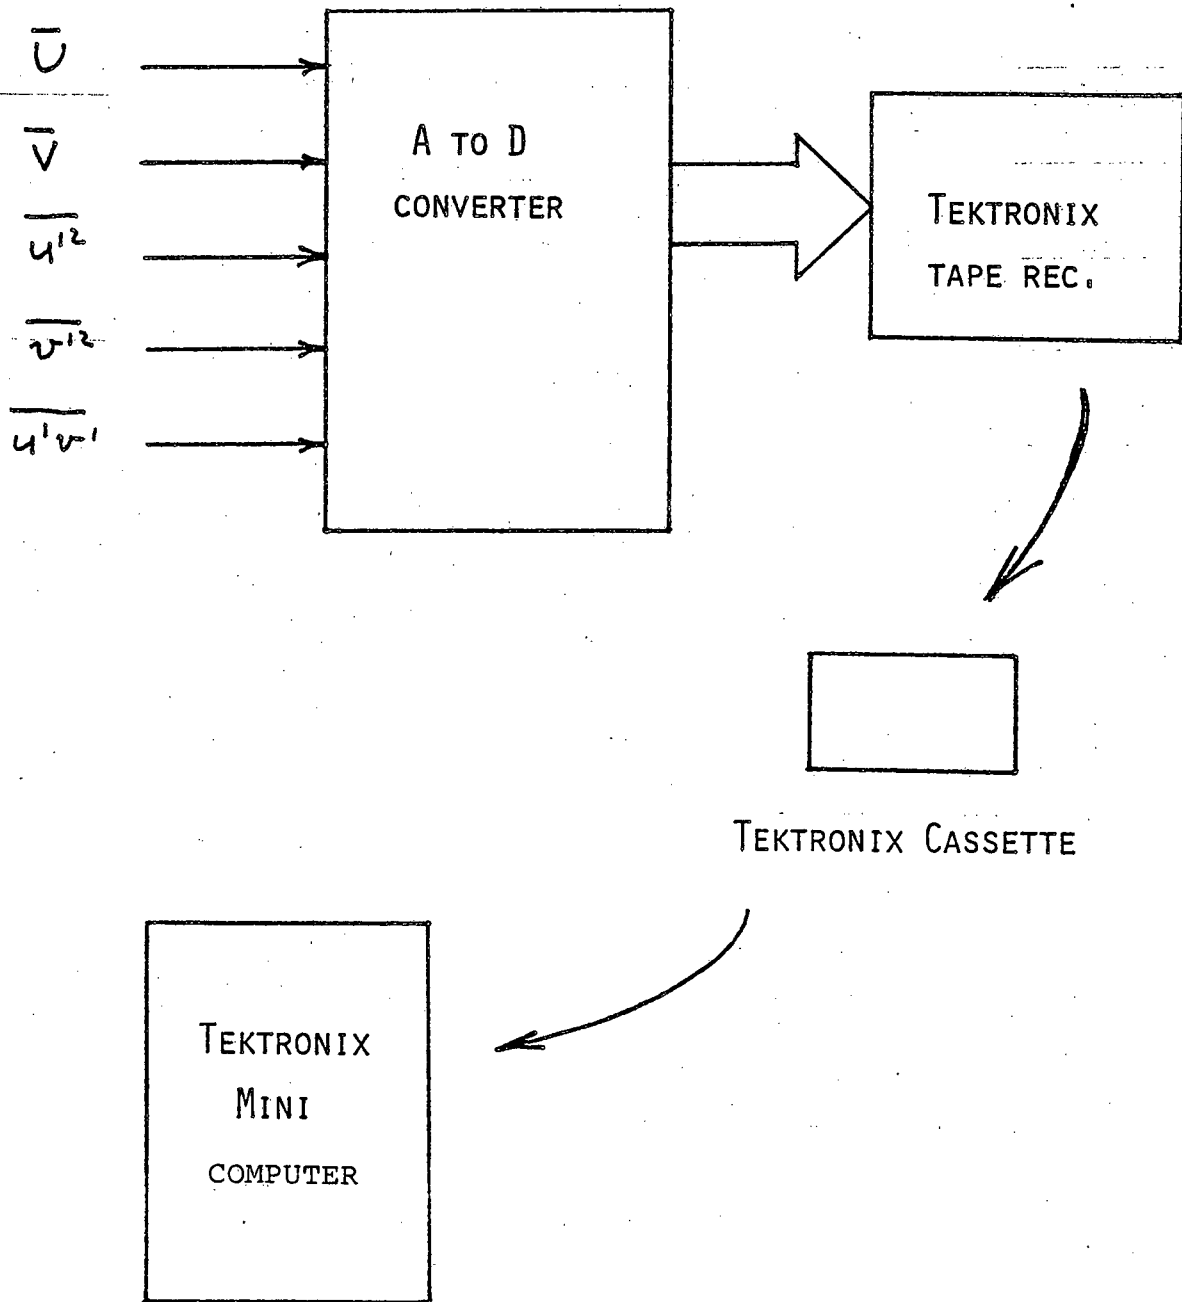 U̅
V̅
A TO D
CONVERTER
u'²
v'²
u'v'
TEKTRONIX
TAPE REC.
TEKTRONIX CASSETTE
TEKTRONIX
MINI
COMPUTER